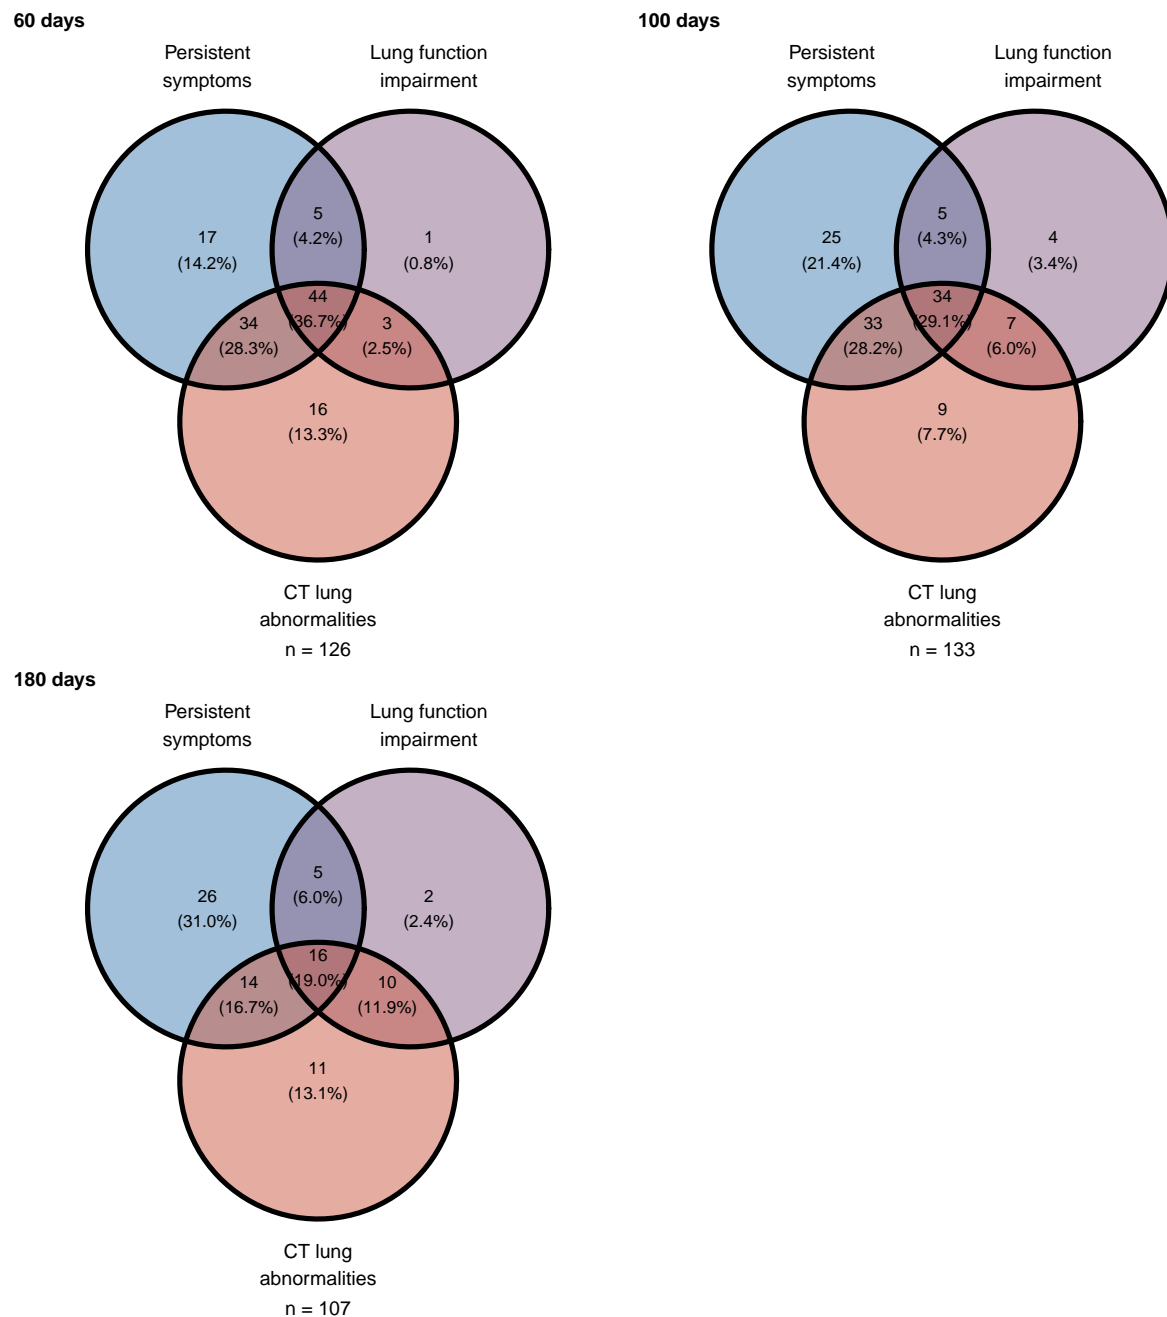 60 days
Persistent
symptoms
Lung function
impairment
5
(4.2%)
17
(14.2%)
1
(0.8%)
44
(36.7%)
34
(28.3%)
3
(2.5%)
16
(13.3%)
CT lung
abnormalities
n = 126
100 days
Persistent
symptoms
Lung function
impairment
5
(4.3%)
25
(21.4%)
4
(3.4%)
34
(29.1%)
33
(28.2%)
7
(6.0%)
9
(7.7%)
CT lung
abnormalities
n = 133
180 days
Persistent
symptoms
Lung function
impairment
5
(6.0%)
26
(31.0%)
2
(2.4%)
16
(19.0%)
14
(16.7%)
10
(11.9%)
11
(13.1%)
CT lung
abnormalities
n = 107